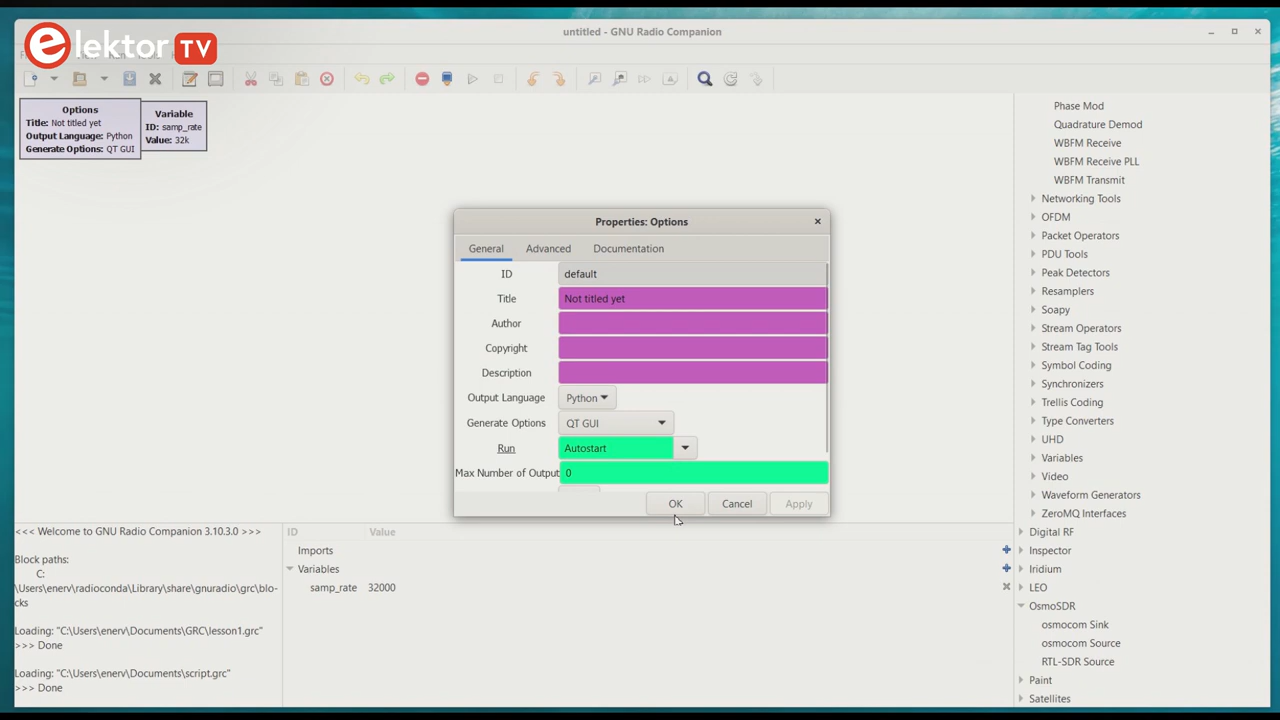 elektor TV
untitled - GNU Radio Companion
Options
Title: Not titled yet
Output Language: Python
Generate Options: QT GUI
Variable
ID: samp_rate
Value: 32k
Properties: Options
General Advanced Documentation
ID default
Title Not titled yet
Author
Copyright
Description
Output Language Python
Generate Options QT GUI
Run Autostart
Max Number of Output 0
OK Cancel Apply
Phase Mod
Quadrature Demod
WBFM Receive
WBFM Receive PLL
WBFM Transmit
Networking Tools
OFDM
Packet Operators
PDU Tools
Peak Detectors
Resamplers
Soapy
Stream Operators
Stream Tag Tools
Symbol Coding
Synchronizers
Trellis Coding
Type Converters
UHD
Variables
Video
Waveform Generators
ZeroMQ Interfaces
Digital RF
Inspector
Iridium
LEO
OsmoSDR
osmocom Sink
osmocom Source
RTL-SDR Source
Paint
Satellites
<<< Welcome to GNU Radio Companion 3.10.3.0 >>>
Block paths:
C:
\Users\enerv\radioconda\Library\share\gnuradio\grc\blo-
cks
Loading: "C:\Users\enerv\Documents\GRC\lesson1.grc"
>>> Done
Loading: "C:\Users\enerv\Documents\script.grc"
>>> Done
ID Value
Imports
Variables
samp_rate 32000